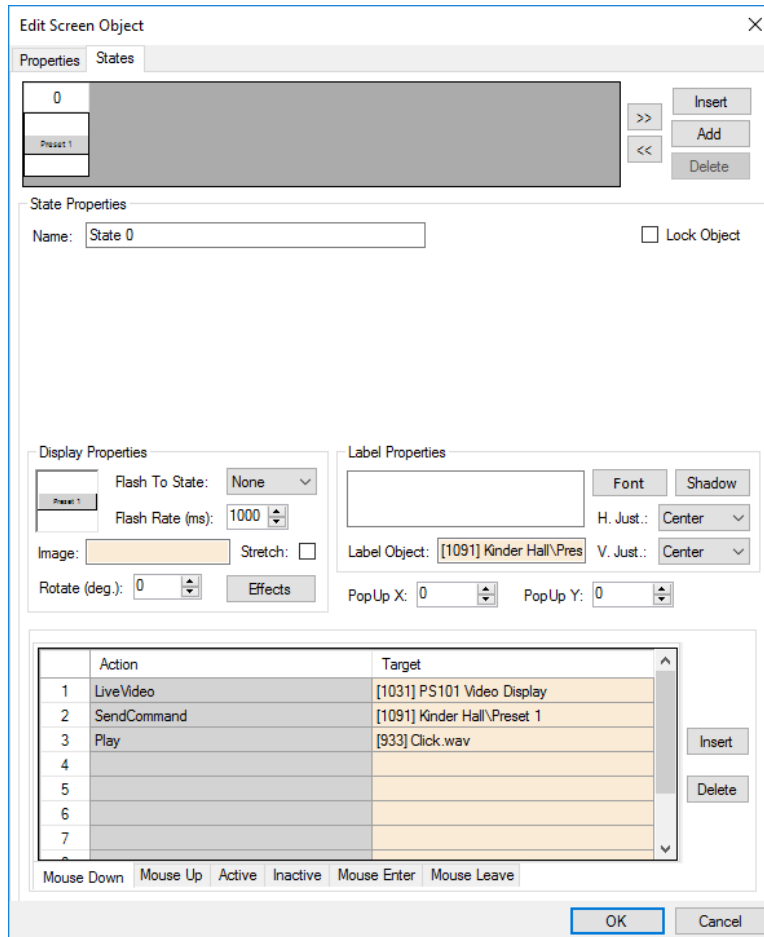 Edit Screen Object
Properties States
0
Preset 1
>>
<<
Insert
Add
Delete
State Properties
Name: State 0
Lock Object
Display Properties
Preset 1
Flash To State: None
Flash Rate (ms): 1000
Image:
Stretch:
Rotate (deg.): 0
Effects
Label Properties
Font Shadow
H. Just.: Center
Label Object: [1091] Kinder Hall\Pres V. Just.: Center
PopUp X: 0 PopUp Y: 0
Action Target
1 LiveVideo [1031] PS101 Video Display
2 SendCommand [1091] Kinder Hall\Preset 1
3 Play [933] Click.wav
4
5
6
7
Insert
Delete
Mouse Down Mouse Up Active Inactive Mouse Enter Mouse Leave
OK Cancel